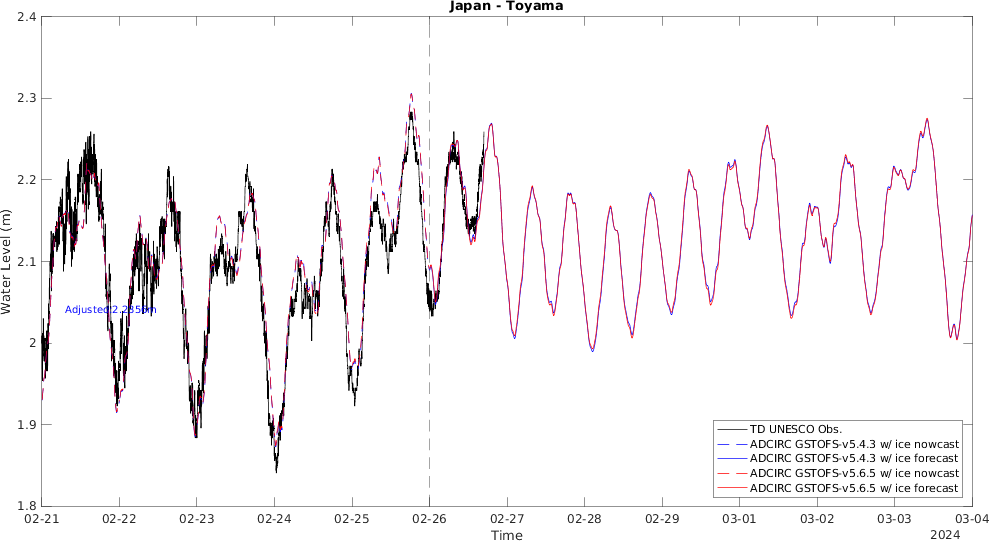 Japan - Toyama
2.4
2.3
2.2
2.1
2
1.9
1.8
Water Level (m)
Adjusted 2.2356m
TD UNESCO Obs.
ADCIRC GSTOFS-v5.4.3 w/ ice nowcast
ADCIRC GSTOFS-v5.4.3 w/ ice forecast
ADCIRC GSTOFS-v5.6.5 w/ ice nowcast
ADCIRC GSTOFS-v5.6.5 w/ ice forecast
02-21 02-22 02-23 02-24 02-25 02-26 02-27 02-28 02-29 03-01 03-02 03-03 03-04
Time
2024